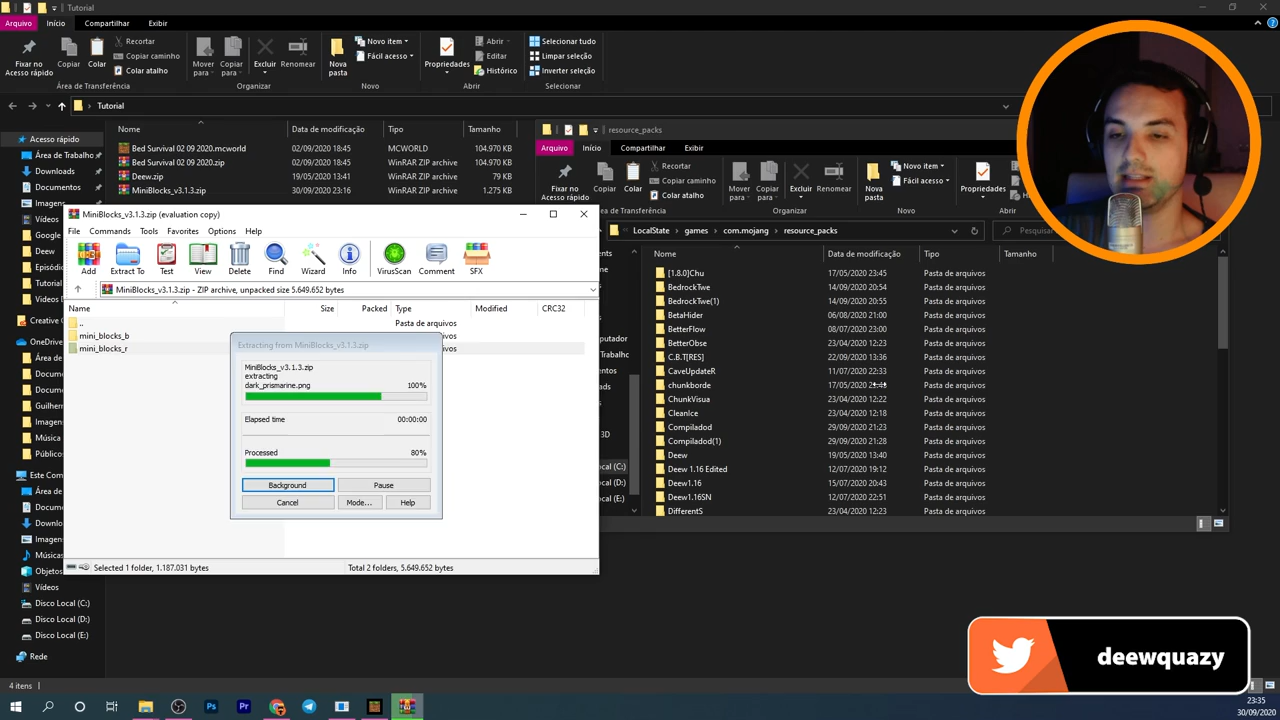 Tutorial
Arquivo Início Compartilhar Exibir
Fixar no Acesso rápido
Copiar
Colar
Recortar
Copiar caminho
Colar atalho
Mover para
Copiar para
Excluir
Renomear
Nova pasta
Novo item
Fácil acesso
Propriedades
Abrir
Editar
Histórico
Selecionar tudo
Limpar seleção
Inverter seleção
Área de Transferência Organizar Novo Abrir Selecionar
Tutorial
Nome Data de modificação Tipo Tamanho
Bed Survival 02 09 2020.mcworld 02/09/2020 18:45 MCWORLD 104.970 KB
Bed Survival 02 09 2020.zip 02/09/2020 18:45 WinRAR ZIP archive 104.970 KB
Deew.zip 19/05/2020 13:41 WinRAR ZIP archive 79 KB
MiniBlocks_v3.1.3.zip 30/09/2020 23:16 WinRAR ZIP archive 1.275 KB
Acesso rápido
Área de Trabalho
Downloads
Documentos
Imagens
Vídeos
Google
Deew
Episódi
Tutorial
Vídeos
Creative C
OneDrive
Área de
Docume
Guilherm
Imagens
Música
Público
Este Com
Área de
Docume
Downlo
Imagens
Músicas
Objetos
Vídeos
Disco Local (C:)
Disco Local (D:)
Disco Local (E:)
Rede
4 itens
MiniBlocks_v3.1.3.zip (evaluation copy)
File Commands Tools Favorites Options Help
Add Extract To Test View Delete Find Wizard Info VirusScan Comment SFX
MiniBlocks_v3.1.3.zip - ZIP archive, unpacked size 5.649.652 bytes
Name Size Packed Type Modified CRC32
.. Pasta de arquivos
mini_blocks_b
mini_blocks_r
Extracting from MiniBlocks_v3.1.3.zip
MiniBlocks_v3.1.3.zip
extracting
dark_prismarine.png 100%
Elapsed time 00:00:00
Processed 80%
Background Pause
Cancel Mode... Help
Selected 1 folder, 1.187.031 bytes Total 2 folders, 5.649.652 bytes
resource_packs
Arquivo Início Compartilhar Exibir
Fixar no Acesso rápido
Copiar
Colar
Recortar
Copiar caminho
Colar atalho
Mover para
Copiar para
Excluir
Renomear
Nova pasta
Novo item
Fácil acesso
Propriedades
Área de Transferência Organizar Novo
LocalState games com.mojang resource_packs
Pesquisar
Nome Data de modificação Tipo Tamanho
[1.8.0]Chu 17/05/2020 23:45 Pasta de arquivos
BedrockTwe 14/09/2020 20:54 Pasta de arquivos
BedrockTwe(1) 14/09/2020 20:55 Pasta de arquivos
BetaHider 06/08/2020 21:00 Pasta de arquivos
BetterFlow 08/07/2020 23:00 Pasta de arquivos
BetterObse 23/04/2020 12:23 Pasta de arquivos
C.B.T[RES] 22/09/2020 13:36 Pasta de arquivos
CaveUpdateR 11/07/2020 22:33 Pasta de arquivos
chunkborde 17/05/2020 Pasta de arquivos
ChunkVisua 23/04/2020 12:22 Pasta de arquivos
CleanIce 23/04/2020 12:18 Pasta de arquivos
Compiladod 29/09/2020 21:23 Pasta de arquivos
Compiladod(1) 29/09/2020 21:28 Pasta de arquivos
Deew 19/05/2020 13:40 Pasta de arquivos
Deew 1.16 Edited 12/07/2020 19:12 Pasta de arquivos
Deew1.16 15/07/2020 20:43 Pasta de arquivos
Deew1.16SN 12/07/2020 22:51 Pasta de arquivos
DifferentS 23/04/2020 12:23 Pasta de arquivos
deewquazy
23:35
30/09/2020